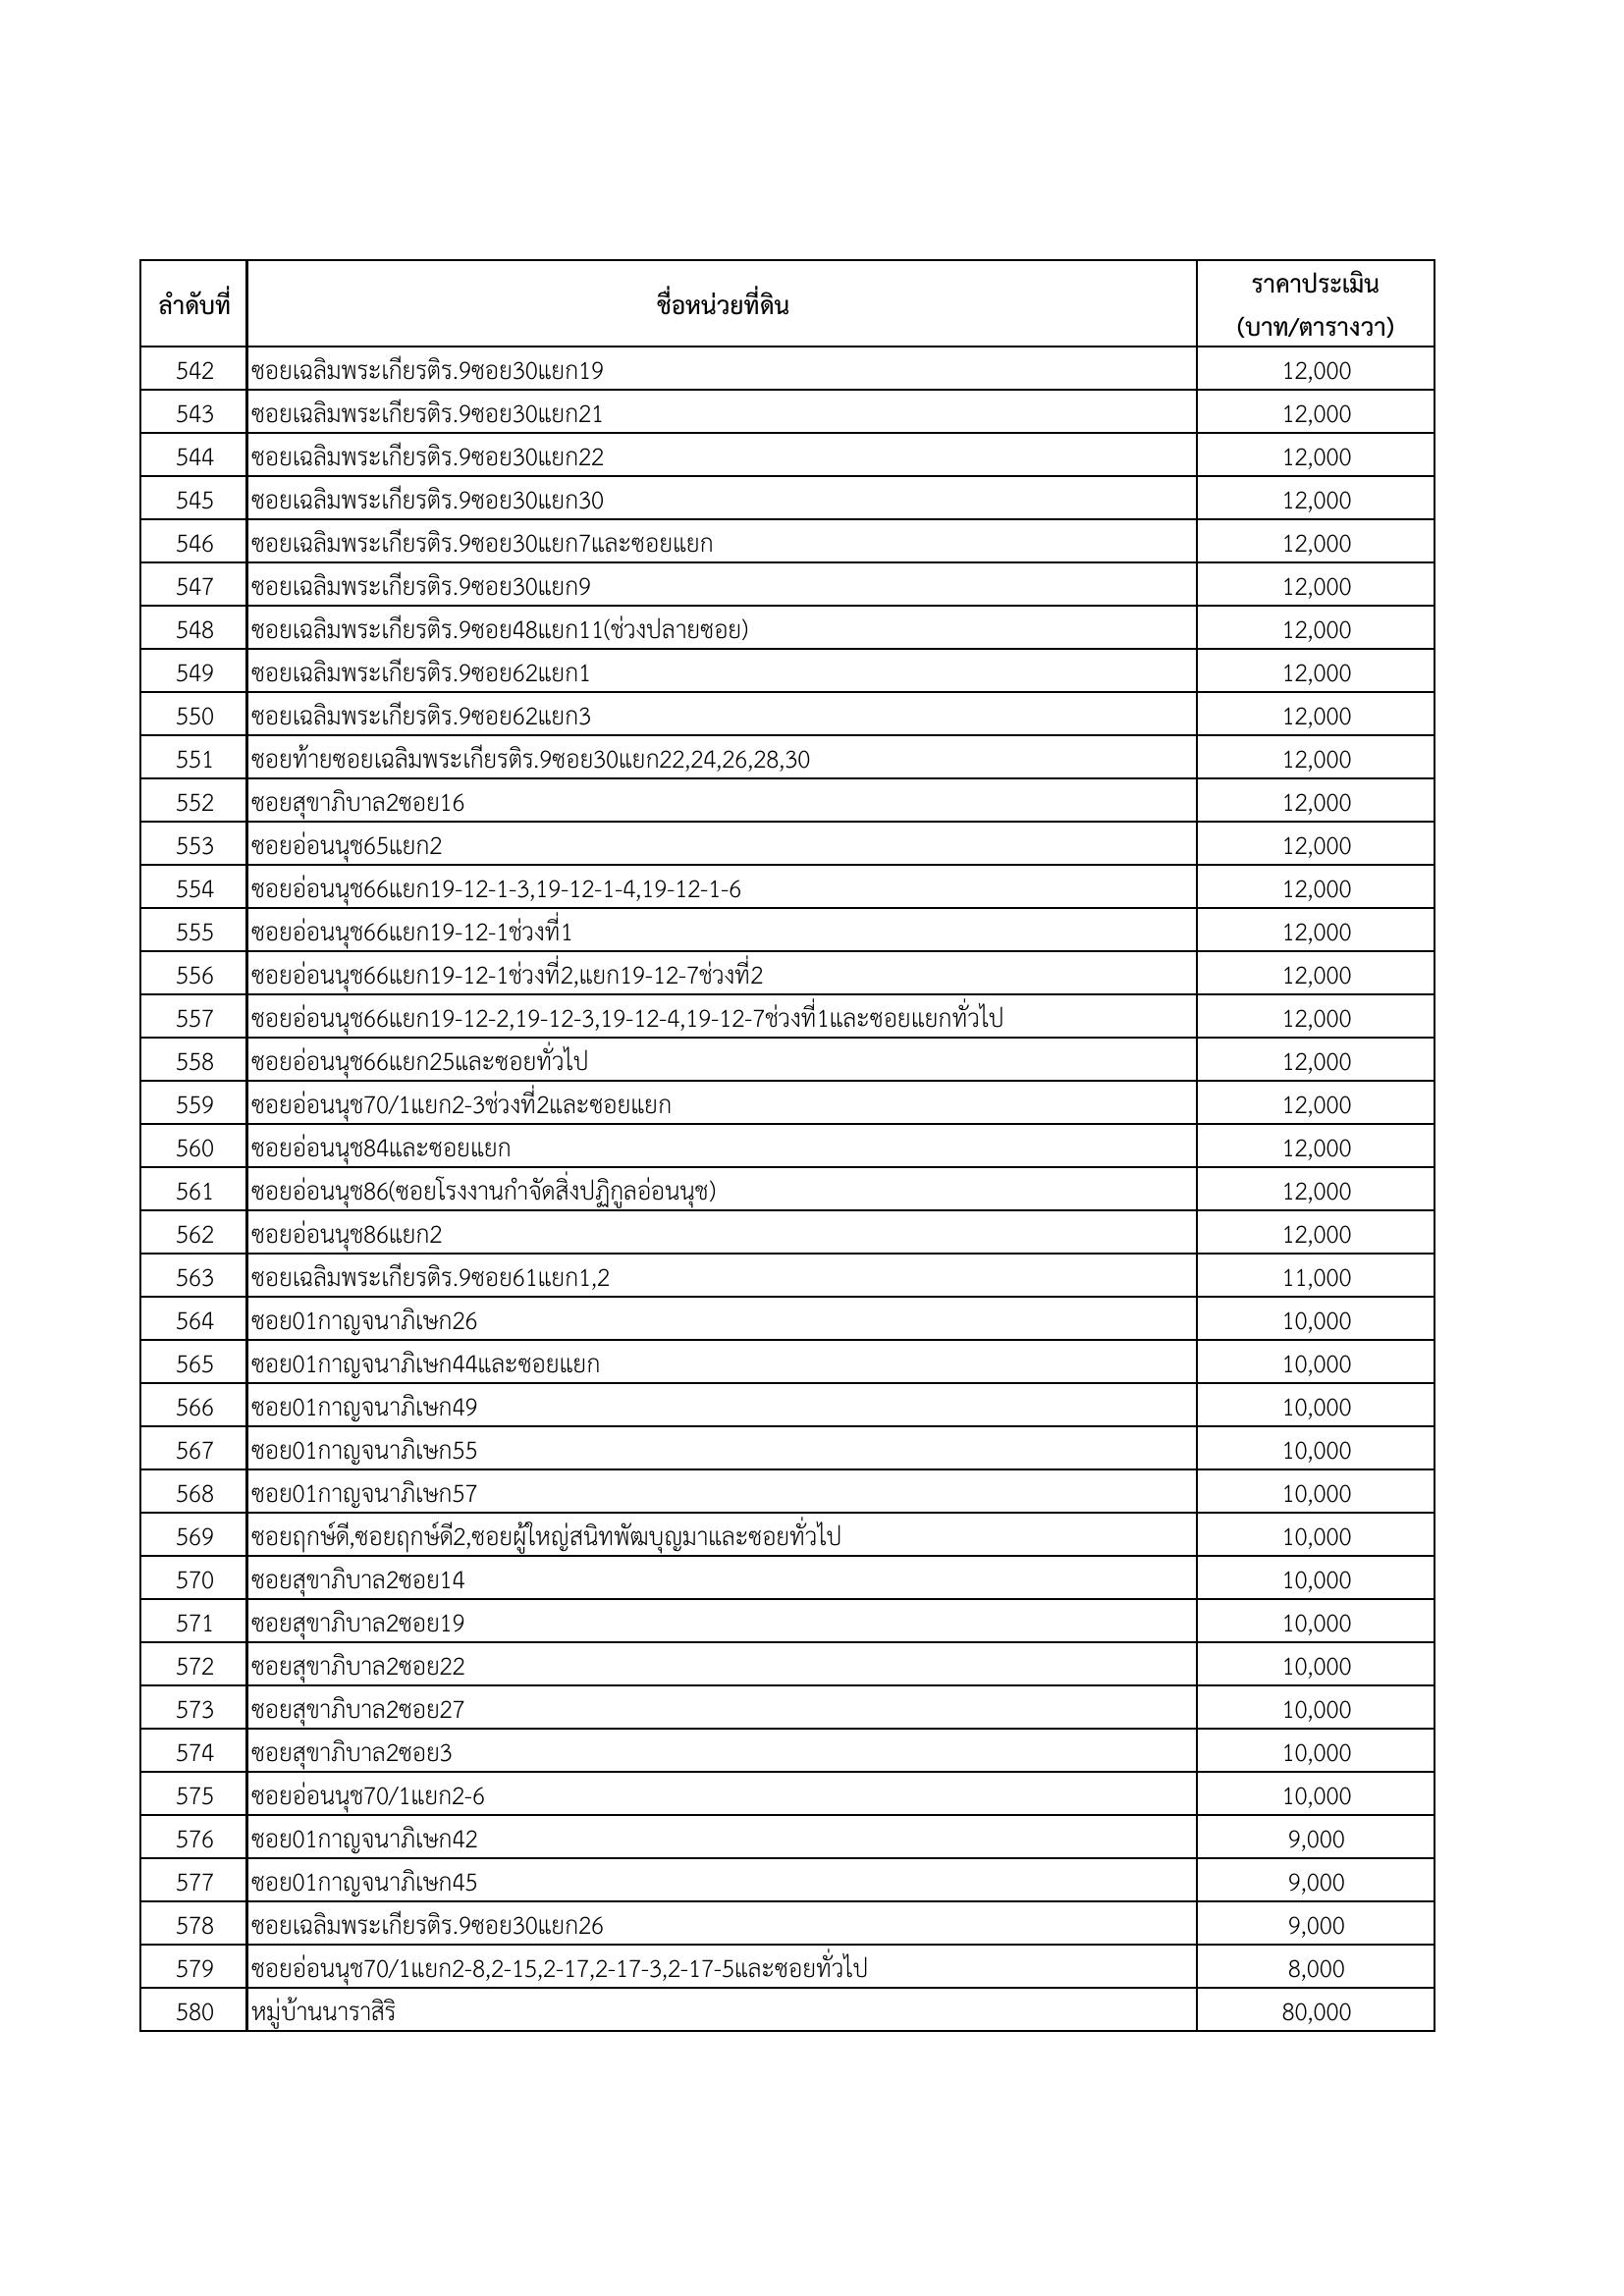 ลำดับที่ ชื่อหน่วยที่ดิน ราคาประเมิน
(บาท/ตารางวา)
542 ซอยเฉลิมพระเกียรติร.9ซอย30แยก19 12,000
543 ซอยเฉลิมพระเกียรติร.9ซอย30แยก21 12,000
544 ซอยเฉลิมพระเกียรติร.9ซอย30แยก22 12,000
545 ซอยเฉลิมพระเกียรติร.9ซอย30แยก30 12,000
546 ซอยเฉลิมพระเกียรติร.9ซอย30แยก7และซอยแยก 12,000
547 ซอยเฉลิมพระเกียรติร.9ซอย30แยก9 12,000
548 ซอยเฉลิมพระเกียรติร.9ซอย48แยก11(ช่วงปลายซอย) 12,000
549 ซอยเฉลิมพระเกียรติร.9ซอย62แยก1 12,000
550 ซอยเฉลิมพระเกียรติร.9ซอย62แยก3 12,000
551 ซอยท้ายซอยเฉลิมพระเกียรติร.9ซอย30แยก22,24,26,28,30 12,000
552 ซอยสุขาภิบาล2ซอย16 12,000
553 ซอยอ่อนนุช65แยก2 12,000
554 ซอยอ่อนนุช66แยก19-12-1-3,19-12-1-4,19-12-1-6 12,000
555 ซอยอ่อนนุช66แยก19-12-1ช่วงที่1 12,000
556 ซอยอ่อนนุช66แยก19-12-1ช่วงที่2,แยก19-12-7ช่วงที่2 12,000
557 ซอยอ่อนนุช66แยก19-12-2,19-12-3,19-12-4,19-12-7ช่วงที่1และซอยแยกทั่วไป 12,000
558 ซอยอ่อนนุช66แยก25และซอยทั่วไป 12,000
559 ซอยอ่อนนุช70/1แยก2-3ช่วงที่2และซอยแยก 12,000
560 ซอยอ่อนนุช84และซอยแยก 12,000
561 ซอยอ่อนนุช86(ซอยโรงงานกำจัดสิ่งปฏิกูลอ่อนนุช) 12,000
562 ซอยอ่อนนุช86แยก2 12,000
563 ซอยเฉลิมพระเกียรติร.9ซอย61แยก1,2 11,000
564 ซอย01กาญจนาภิเษก26 10,000
565 ซอย01กาญจนาภิเษก44และซอยแยก 10,000
566 ซอย01กาญจนาภิเษก49 10,000
567 ซอย01กาญจนาภิเษก55 10,000
568 ซอย01กาญจนาภิเษก57 10,000
569 ซอยฤกษ์ดี,ซอยฤกษ์ดี2,ซอยผู้ใหญ่สนิทพัฒบุญมาและซอยทั่วไป 10,000
570 ซอยสุขาภิบาล2ซอย14 10,000
571 ซอยสุขาภิบาล2ซอย19 10,000
572 ซอยสุขาภิบาล2ซอย22 10,000
573 ซอยสุขาภิบาล2ซอย27 10,000
574 ซอยสุขาภิบาล2ซอย3 10,000
575 ซอยอ่อนนุช70/1แยก2-6 10,000
576 ซอย01กาญจนาภิเษก42 9,000
577 ซอย01กาญจนาภิเษก45 9,000
578 ซอยเฉลิมพระเกียรติร.9ซอย30แยก26 9,000
579 ซอยอ่อนนุช70/1แยก2-8,2-15,2-17,2-17-3,2-17-5และซอยทั่วไป 8,000
580 หมู่บ้านนาราสิริ 80,000